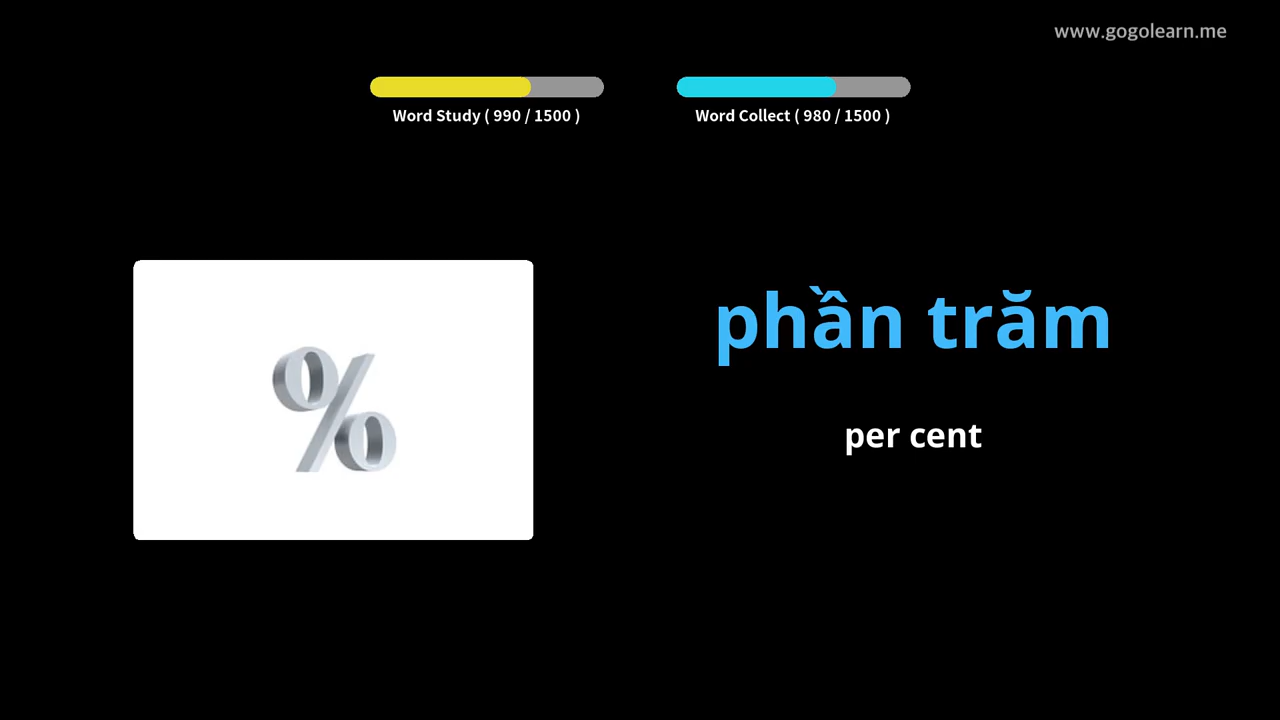 www.gogolearn.me
Word Study ( 990 / 1500 )
Word Collect ( 980 / 1500 )
%
phần trăm
per cent